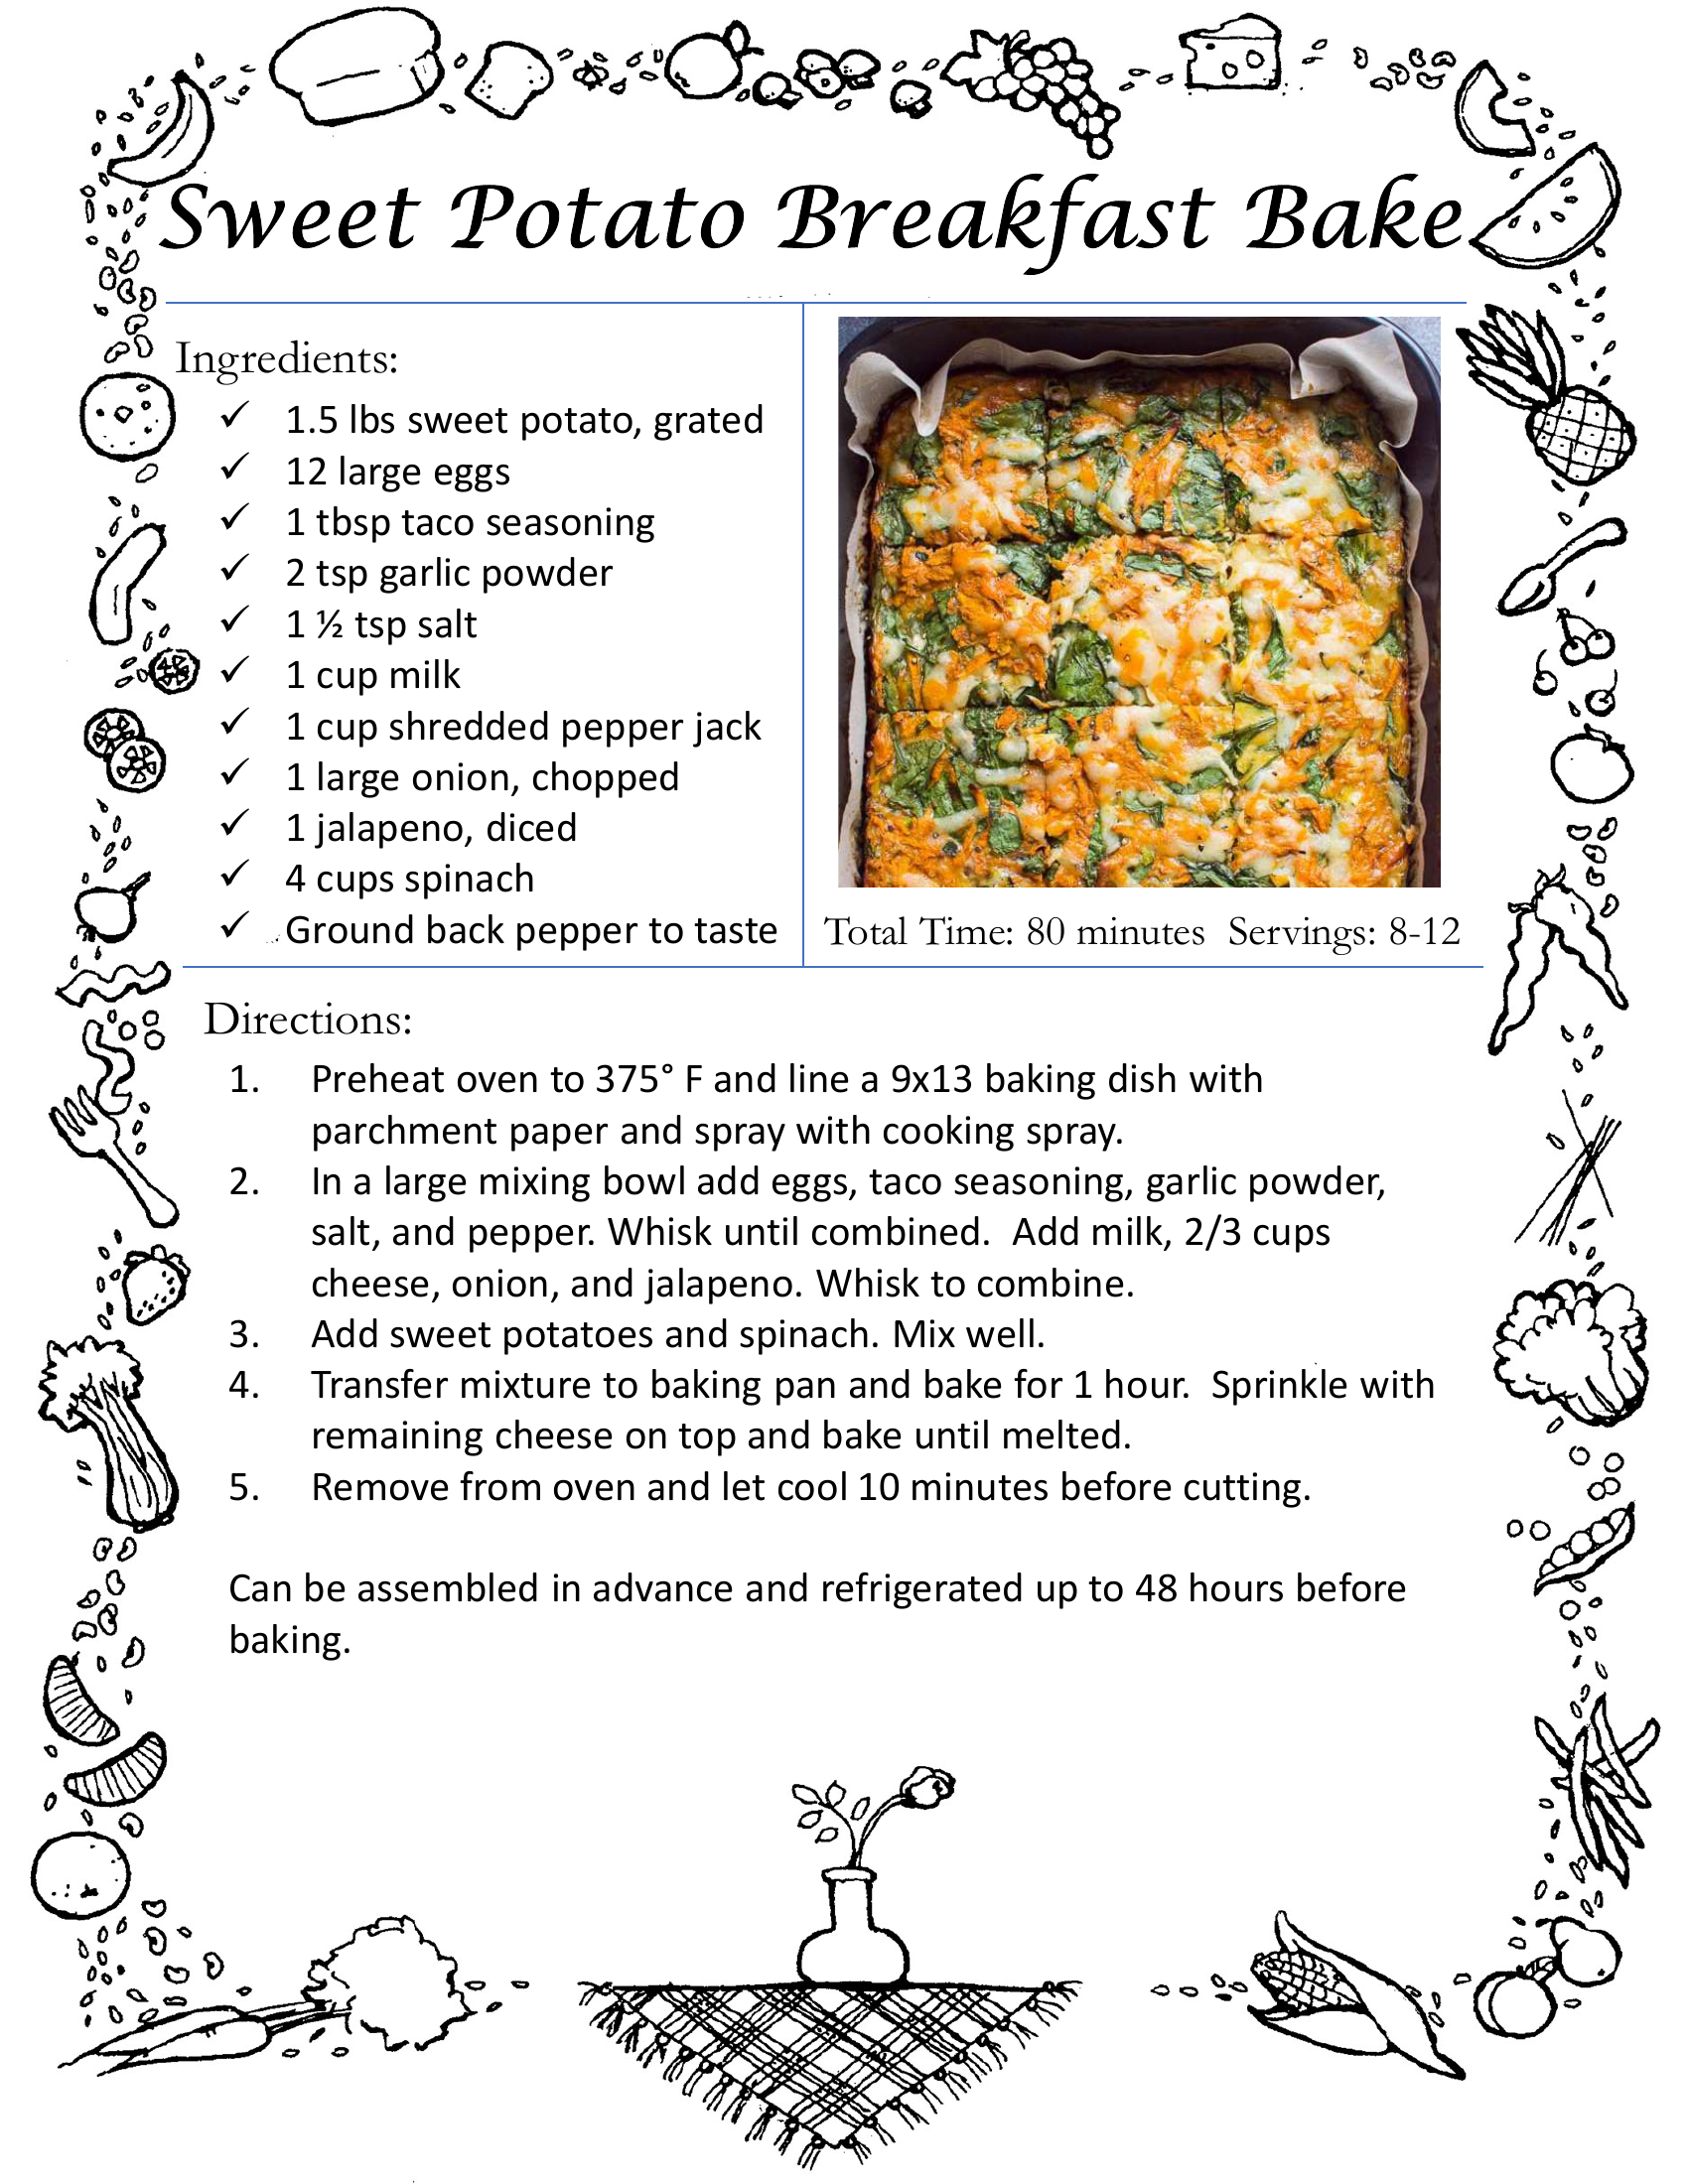 Sweet Potato Breakfast Bake
Ingredients:
✓ 1.5 lbs sweet potato, grated
✓ 12 large eggs
✓ 1 tbsp taco seasoning
✓ 2 tsp garlic powder
✓ 1 ½ tsp salt
✓ 1 cup milk
✓ 1 cup shredded pepper jack
✓ 1 large onion, chopped
✓ 1 jalapeno, diced
✓ 4 cups spinach
✓ Ground back pepper to taste
Total Time: 80 minutes Servings: 8-12
Directions:
1. Preheat oven to 375° F and line a 9x13 baking dish with
parchment paper and spray with cooking spray.
2. In a large mixing bowl add eggs, taco seasoning, garlic powder,
salt, and pepper. Whisk until combined. Add milk, 2/3 cups
cheese, onion, and jalapeno. Whisk to combine.
3. Add sweet potatoes and spinach. Mix well.
4. Transfer mixture to baking pan and bake for 1 hour. Sprinkle with
remaining cheese on top and bake until melted.
5. Remove from oven and let cool 10 minutes before cutting.
Can be assembled in advance and refrigerated up to 48 hours before
baking.